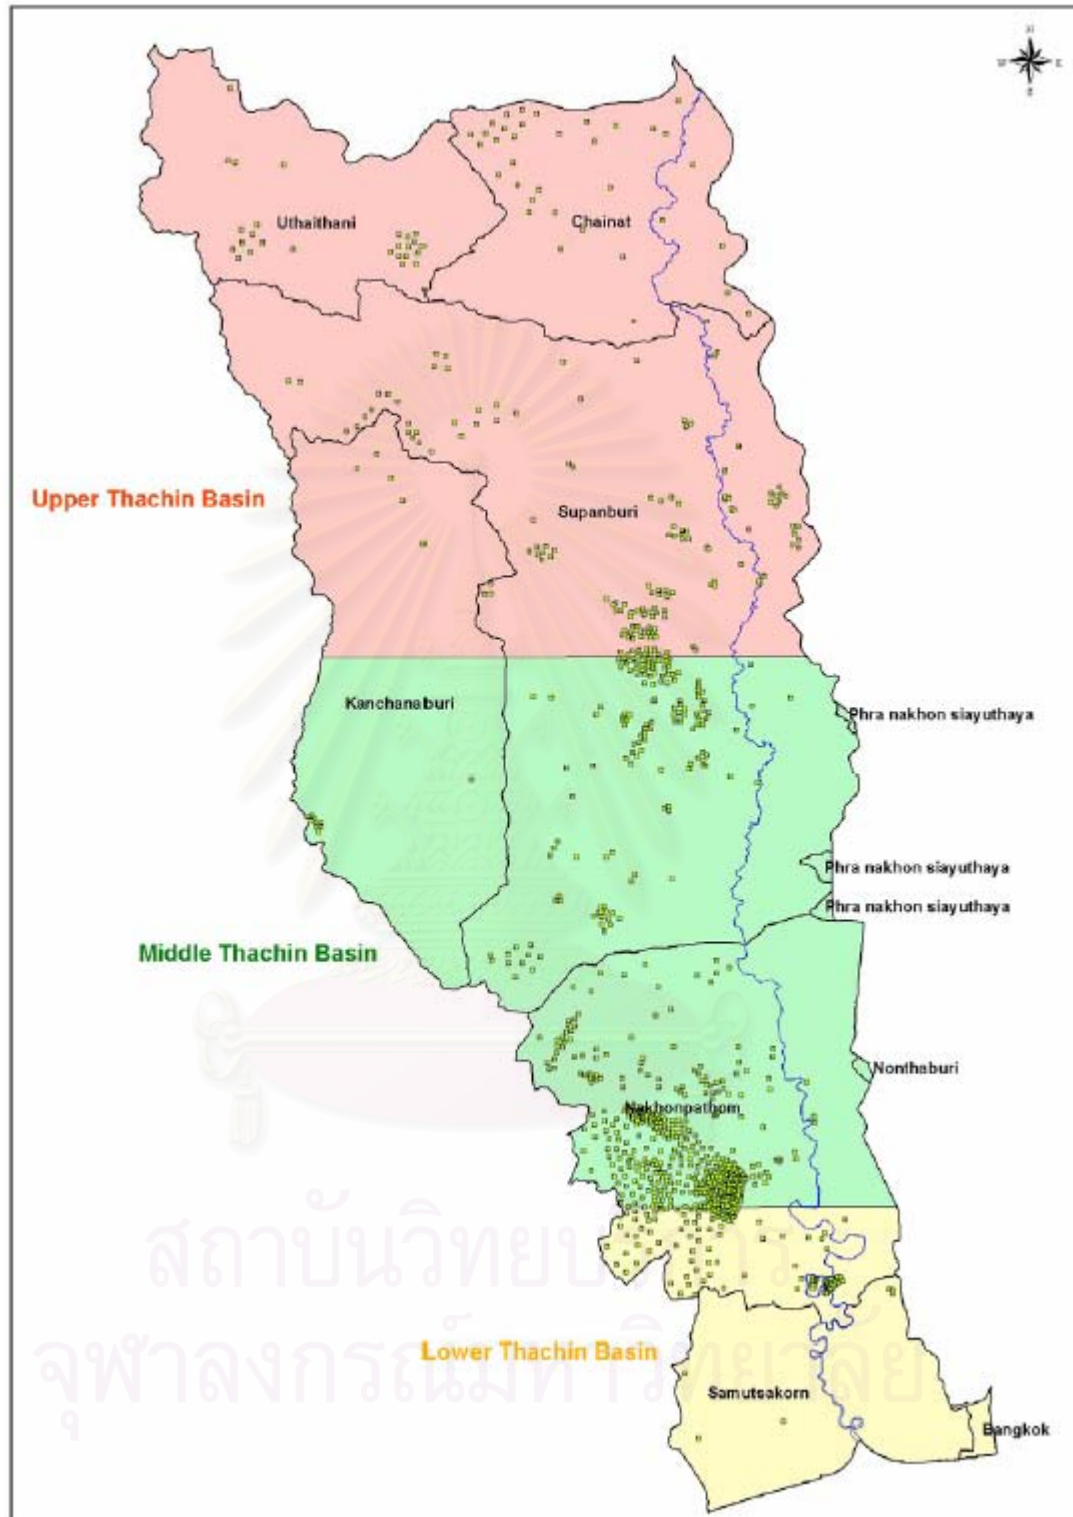 N
W E
S
Uthaithani
Chainat
Upper Thachin Basin
Supanburi
Kanchanaburi
Phra nakhon siayuthaya
Phra nakhon siayuthaya
Phra nakhon siayuthaya
Middle Thachin Basin
Nonthaburi
Nakhonpathom
สถาบันวิทยบริการ
จุฬาลงกรณ์มหาวิทยาลัย
Lower Thachin Basin
Samutsakorn
Bangkok